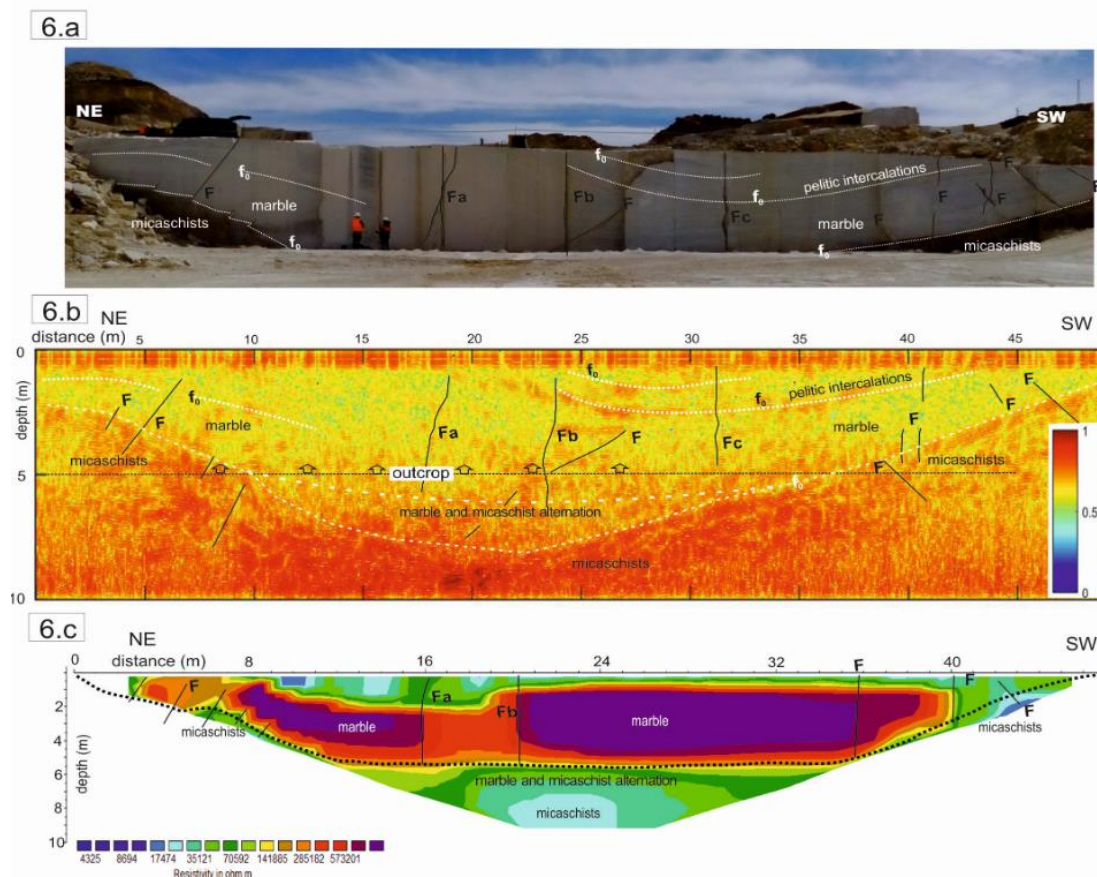 6.a
NE
SW
micaschists
F
f₀
marble
f₀
Fa
f₀
Fb
F
pelitic intercalations
f₀
Fc
F
marble
f₀
micaschists
F
F
F
6.b
NE
SW
distance (m) 5 10 15 20 25 30 35 40 45
0
depth (m)
5
10
f₀
pelitic intercalations
f₀
F
F
f₀
marble
Fa
Fb
F
Fc
marble
F
F
F
micaschists
micaschists
outcrop
f₀
F
marble and micaschist alternation
micaschists
1
0.5
0
6.c
NE
SW
0 distance (m) 8 16 24 32 40
F
2
4
6
8
10
depth (m)
F
micaschists
marble
Fa
Fb
marble
F
F
micaschists
marble and micaschist alternation
micaschists
4325 8694 17474 35121 70592 141885 285182 573201
Resistivity in ohm.m